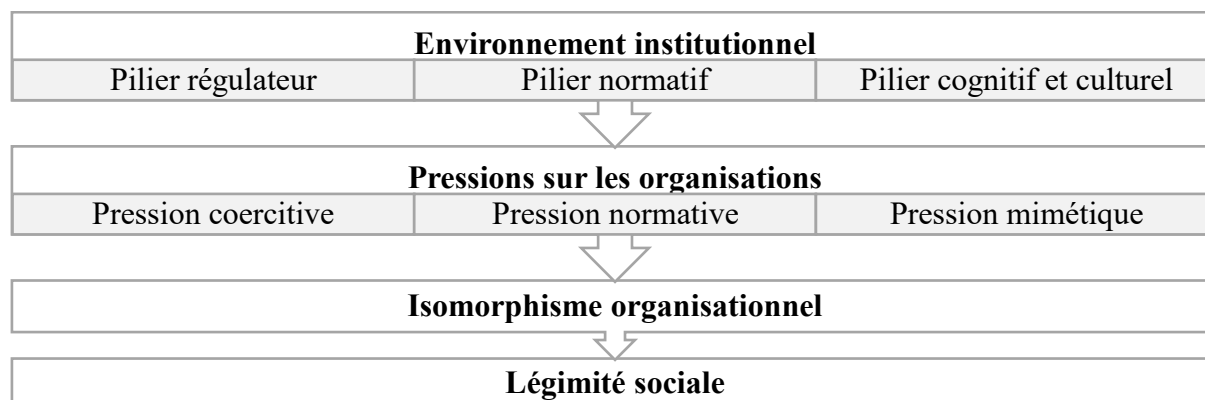 Environnement institutionnel
Pilier régulateur Pilier normatif Pilier cognitif et culturel
Pressions sur les organisations
Pression coercitive Pression normative Pression mimétique
Isomorphisme organisationnel
Légimité sociale